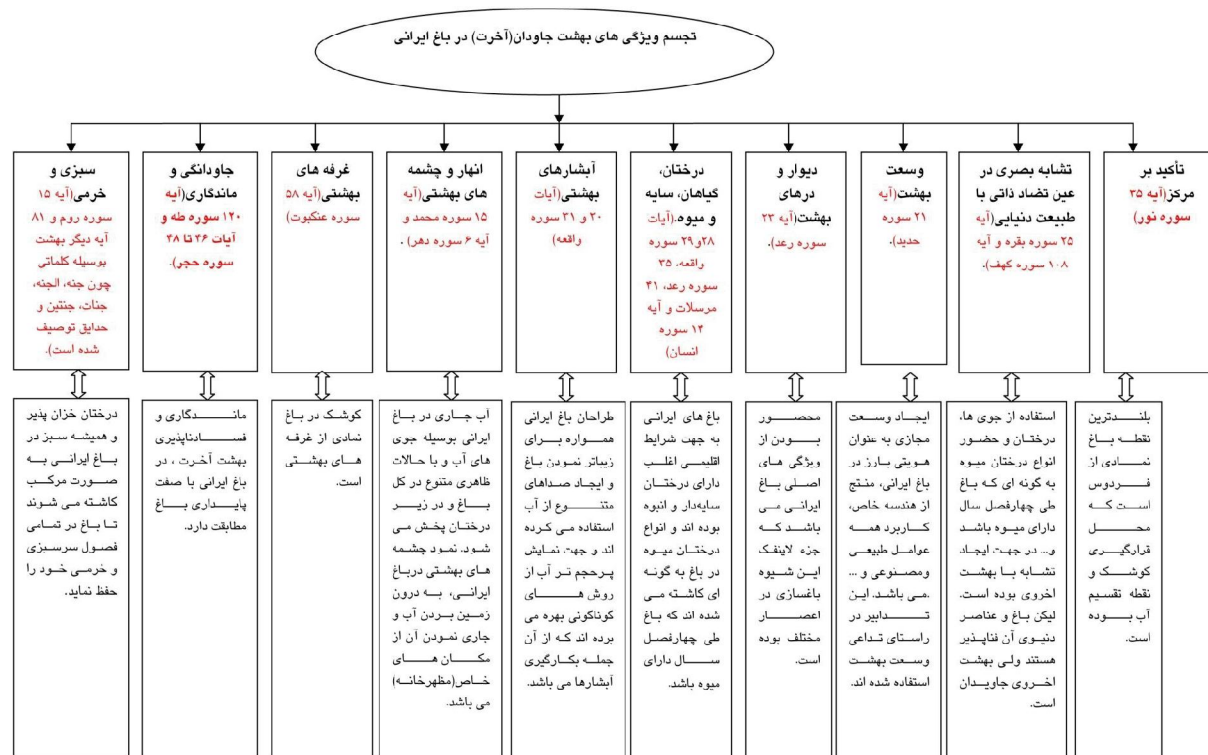 تجسم ویژگی های بهشت جاودان(آخرت) در باغ ایرانی
تأکید بر
مرکز(آیه ۳۵
سوره نور)
تشابه بصری در
عین تضاد ذاتی با
طبیعت دنیایی(آیه
۲۵ سوره بقره و آیه
۱۰۸ سوره کهف).
وسعت
بهشت(آیه
۲۱ سوره
حدید).
دیوار و
درهای
بهشت(آیه ۲۳
سوره رعد).
درختان،
گیاهان، سایه
و میوه.(آیات
۲۸و۲۹ سوره
واقعه، ۳۵
سوره رعد، ۴۱
مرسلات و آیه
۱۴ سوره
انسان)
آبشارهای
بهشتی(آیات
۳۰ و ۳۱ سوره
واقعه)
انهار و چشمه
های بهشتی(آیه
۱۵ سوره محمد و
آیه ۶ سوره دهر) .
غرفه های
بهشتی(آیه ۵۸
سوره عنکبوت)
جاودانگی و
ماندگاری(آیه
۱۲۰ سوره طه و
آیات ۴۶ تا ۴۸
سوره حجر).
سبزی و
خرمی(آیه ۱۵
سوره روم و ۸۱
آیه دیگر بهشت
بوسیله کلماتی
چون جنه، الجنه،
جنات، جنتین و
حدایق توصیف
شده است).
بلندترین
نقطه باغ
نمادی از
فردوس
است که
محل
قرارگیری
کوشک و
نقطه تقسیم
آب بوده
است.
استفاده از جوی ها،
درختان و حضور
انواع درختان میوه
به گونه ای که باغ
طی چهارفصل سال
دارای میوه باشد
و... در جهت ایجاد
تشابه با بهشت
اخروی بوده است.
لیکن باغ و عناصر
دنیوی آن فناپذیر
هستند ولی بهشت
اخروی جاویدان
است.
ایجاد وسعت
مجازی به عنوان
هویتی بارز در
باغ ایرانی، منتج
از هندسه خاص،
کاربرد همه
عوامل طبیعی
ومصنوعی و ...
.می باشد. این
تدابیر در
راستای تداعی
وسعت بهشت
استفاده شده اند.
محصور
بودن از
ویژگی های
اصلی باغ
ایرانی می
باشد که
جزء لاینفک
این شیوه
باغسازی در
اعصار
مختلف بوده
است.
باغ های ایرانی
به جهت شرایط
اقلیمی اغلب
دارای درختان
سایه‌دار و انبوه
بوده اند و انواع
درختان میوه
در باغ به گونه
ای کاشته می
شده اند که باغ
طی چهارفصل
سال دارای
میوه باشد.
طراحان باغ ایرانی
همواره برای
زیباتر نمودن باغ
و ایجاد صداهای
متنوع از آب
استفاده می کرده
اند و جهت نمایش
پرحجم تر آب از
روش های
گوناگونی بهره می
برده اند که از آن
جمله بکارگیری
آبشارها می باشد.
آب جاری در باغ
ایرانی بوسیله جوی
های آب و با حالات
ظاهری متنوع در کل
باغ و در زیر
درختان پخش می
شود. نمود چشمه
های بهشتی درباغ
ایرانی، به درون
زمین بردن آب و
جاری نمودن آن از
مکان های
خاص(مظهرخانه)
می باشد.
کوشک در باغ
نمادی از غرفه
های بهشتی
است
ماندگاری و
فسادناپذیری
بهشت آخرت ، در
باغ ایرانی با صفت
پایداری باغ
مطابقت دارد.
درختان خزان پذیر
و همیشه سبز در
باغ ایرانی به
صورت مرکب
کاشته می شوند
تا باغ در تمامی
فصول سرسبزی
و خرمی خود را
حفظ نماید.